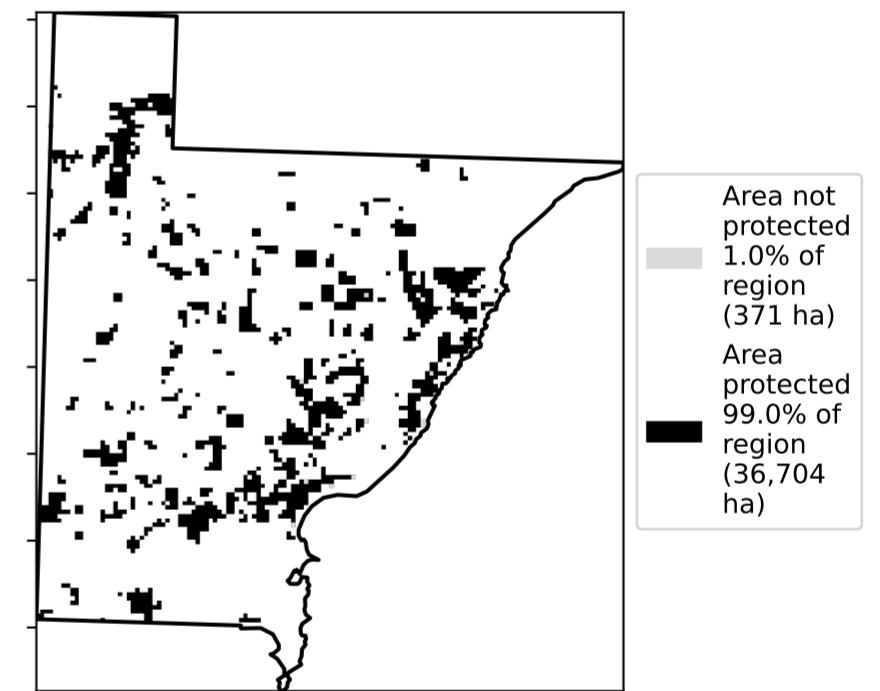 Area not
protected
1.0% of
region
(371 ha)
Area
protected
99.0% of
region
(36,704
ha)